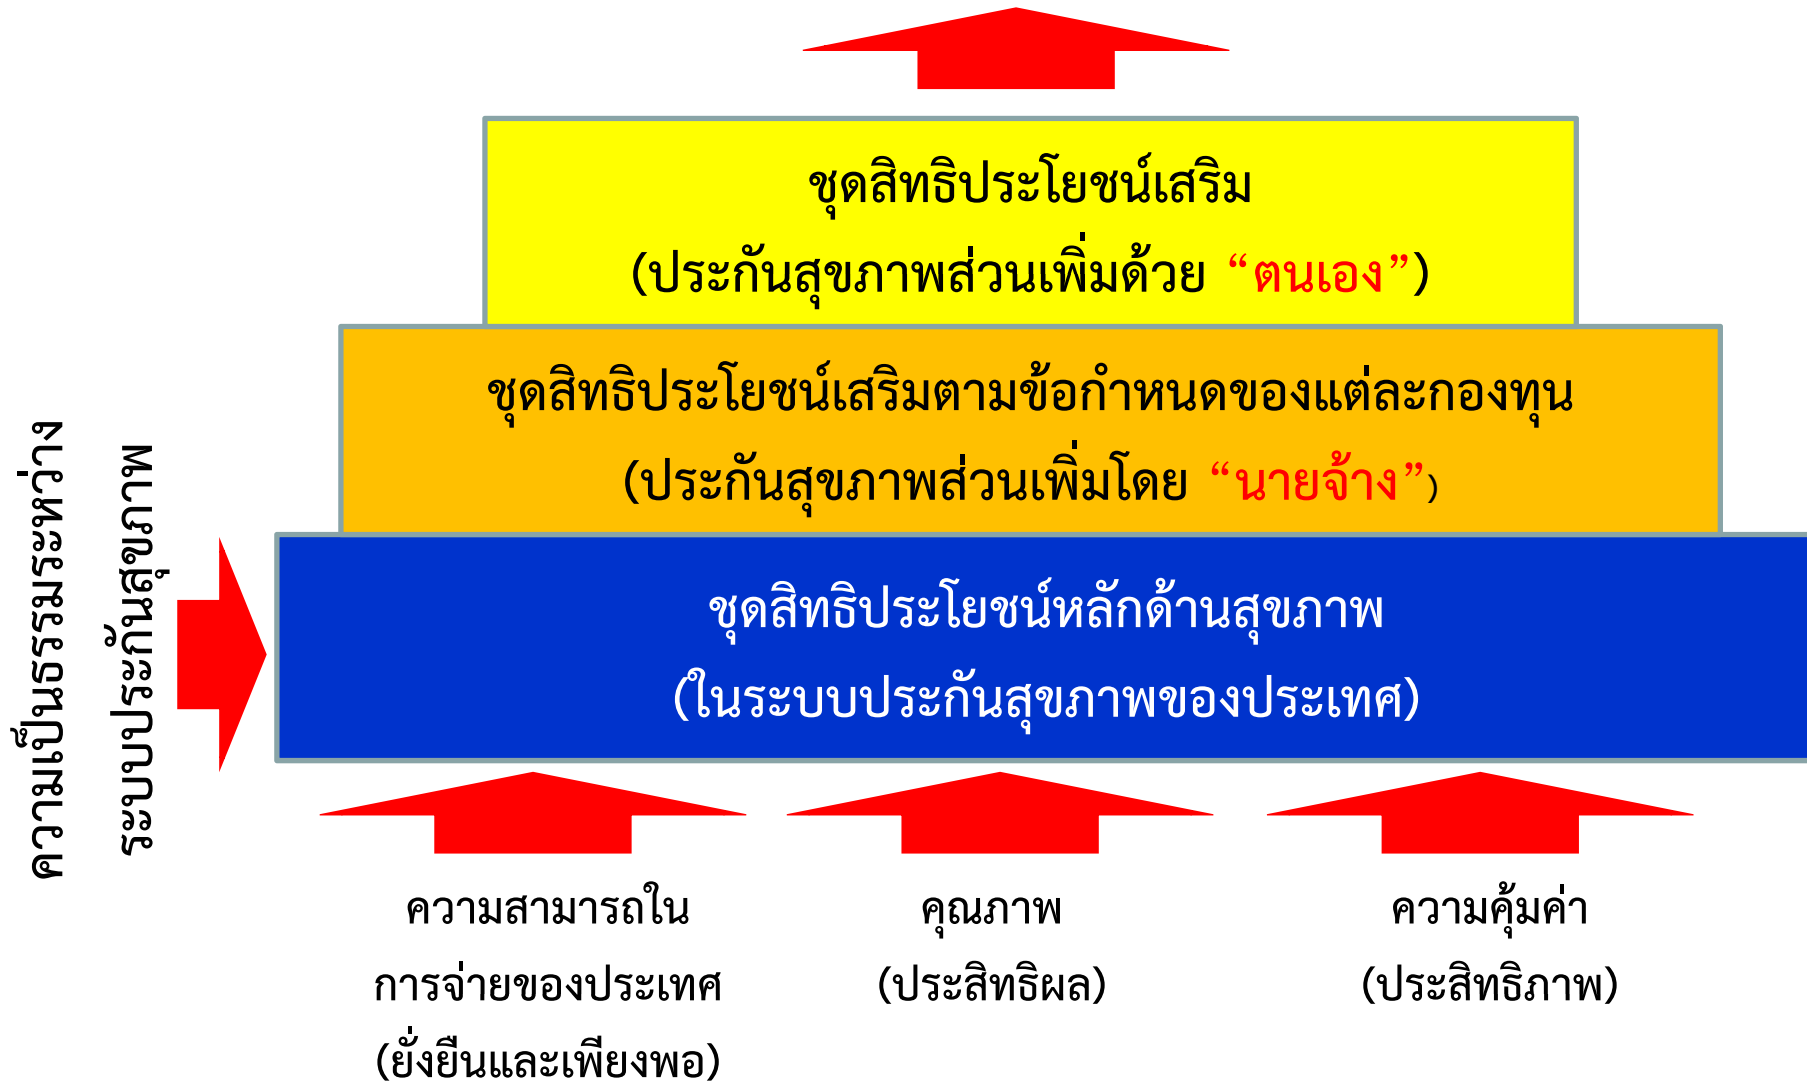 ชุดสิทธิประโยชน์เสริม
(ประกันสุขภาพส่วนเพิ่มด้วย “ตนเอง”)
ชุดสิทธิประโยชน์เสริมตามข้อกำหนดของแต่ละกองทุน
(ประกันสุขภาพส่วนเพิ่มโดย “นายจ้าง”)
ความเป็นธรรมระหว่าง
ระบบประกันสุขภาพ
ชุดสิทธิประโยชน์หลักด้านสุขภาพ
(ในระบบประกันสุขภาพของประเทศ)
ความสามารถใน
การจ่ายของประเทศ
(ยั่งยืนและเพียงพอ)
คุณภาพ
(ประสิทธิผล)
ความคุ้มค่า
(ประสิทธิภาพ)